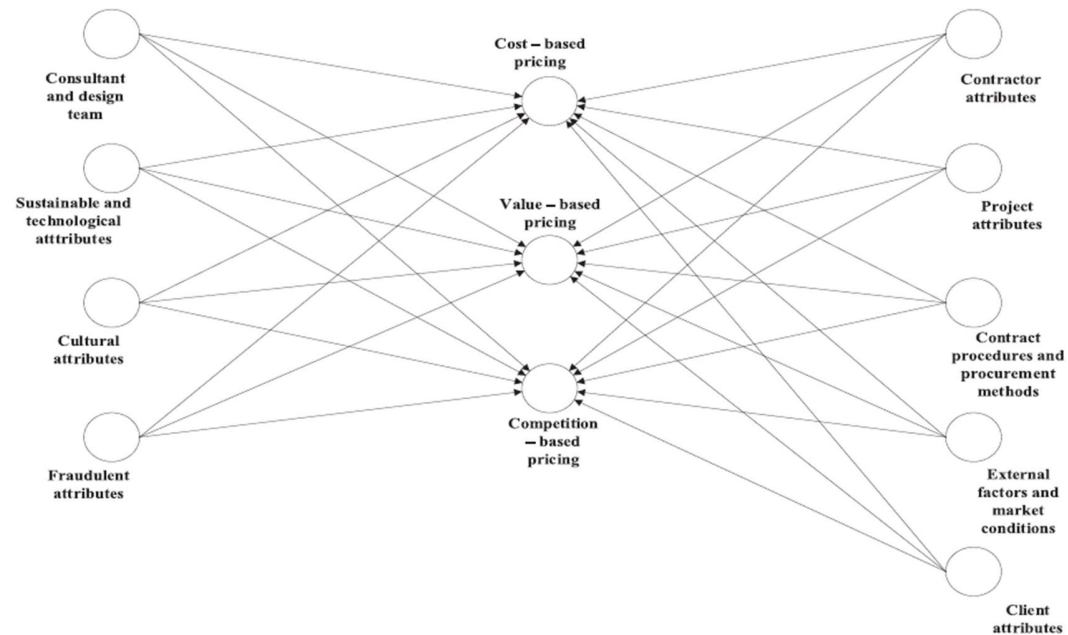 Consultant
and design
team
Sustainable and
technological
atttributes
Cultural
attributes
Fraudulent
attributes
Cost – based
pricing
Value – based
pricing
Competition
– based
pricing
Contractor
attributes
Project
attributes
Contract
procedures and
procurement
methods
External
factors and
market
conditions
Client
attributes